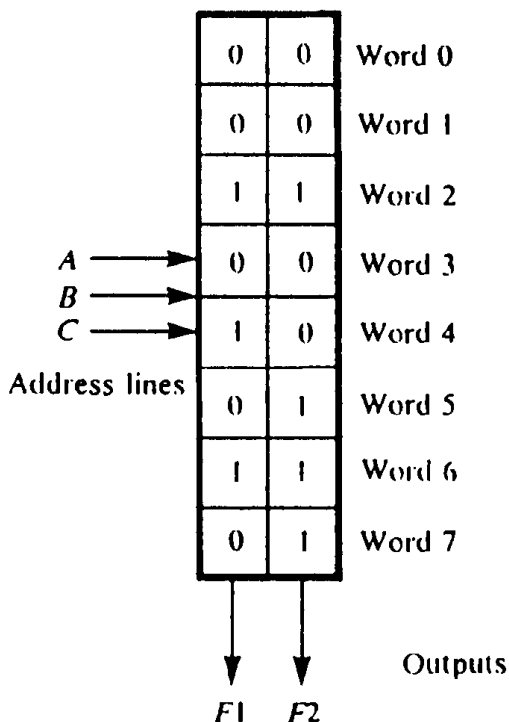 0 0 Word 0
0 0 Word 1
1 1 Word 2
A 0 0 Word 3
B
C 1 0 Word 4
Address lines 0 1 Word 5
1 1 Word 6
0 1 Word 7
Outputs
F1 F2